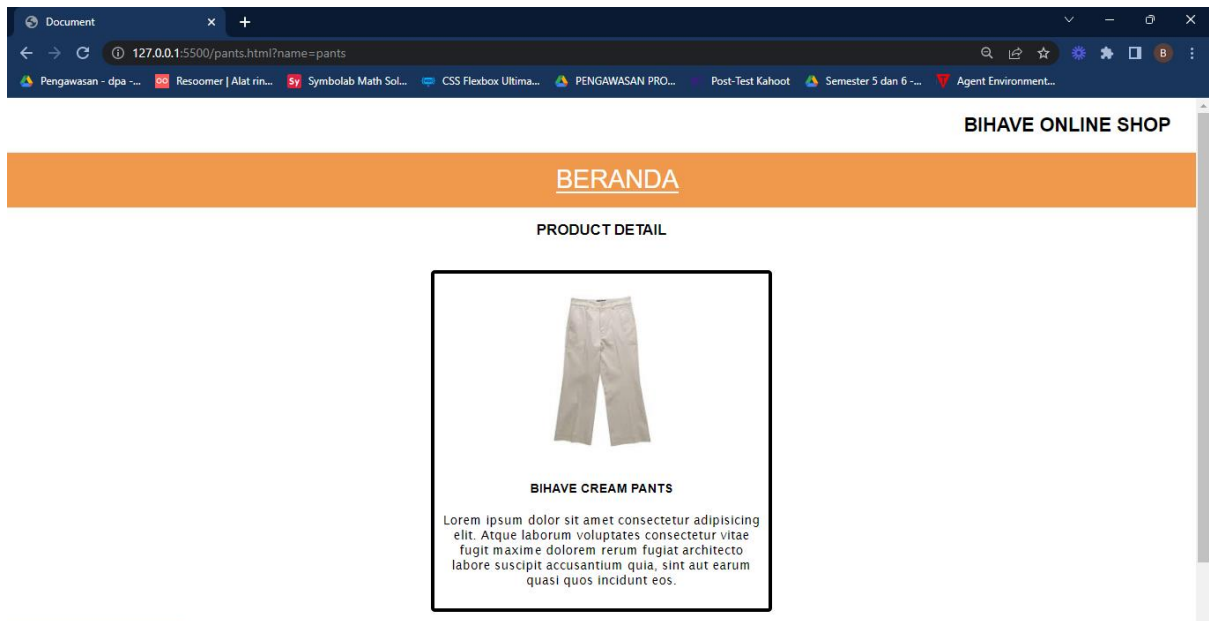 Document
127.0.0.1:5500/pants.html?name=pants
B
Pengawasan - dpa -... Resoomer | Alat rin... Sy Symbolab Math Sol... CSS Flexbox Ultima... PENGAWASAN PRO... Post-Test Kahoot Semester 5 dan 6 -... Agent Environment...
BIHAVE ONLINE SHOP
BERANDA
PRODUCT DETAIL
BIHAVE CREAM PANTS
Lorem ipsum dolor sit amet consectetur adipisicing
elit. Atque laborum voluptates consectetur vitae
fugit maxime dolorem rerum fugiat architecto
labore suscipit accusantium quia, sint aut earum
quasi quos incidunt eos.